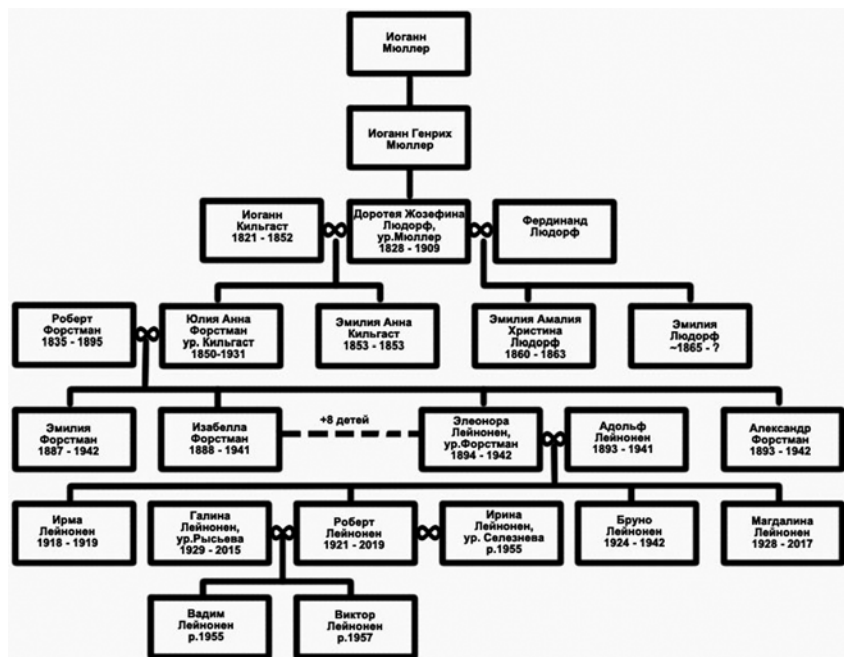 Иоганн
Мюллер
Иоганн Генрих
Мюллер
Иоганн
Кильгаст
1821 - 1852
Доротея Жозефина
Людорф,
ур.Мюллер
1828 - 1909
Фердинанд
Людорф
Роберт
Форстман
1835 - 1895
Юлия Анна
Форстман
ур. Кильгаст
1850-1931
Эмилия Анна
Кильгаст
1853 - 1853
Эмилия Амалия
Христина
Людорф
1860 - 1863
Эмилия
Людорф
~1865 - ?
Эмилия
Форстман
1887 - 1942
Изабелла
Форстман
1888 - 1941
+8 детей
Элеонора
Лейнонен,
ур.Форстман
1894 - 1942
Адольф
Лейнонен
1893 - 1941
Александр
Форстман
1893 - 1942
Ирма
Лейнонен
1918 - 1919
Галина
Лейнонен,
ур.Рысьева
1929 - 2015
Роберт
Лейнонен
1921 - 2019
Ирина
Лейнонен,
ур. Селезнева
р.1955
Бруно
Лейнонен
1924 - 1942
Магдалина
Лейнонен
1928 - 2017
Вадим
Лейнонен
р.1955
Виктор
Лейнонен
р.1957